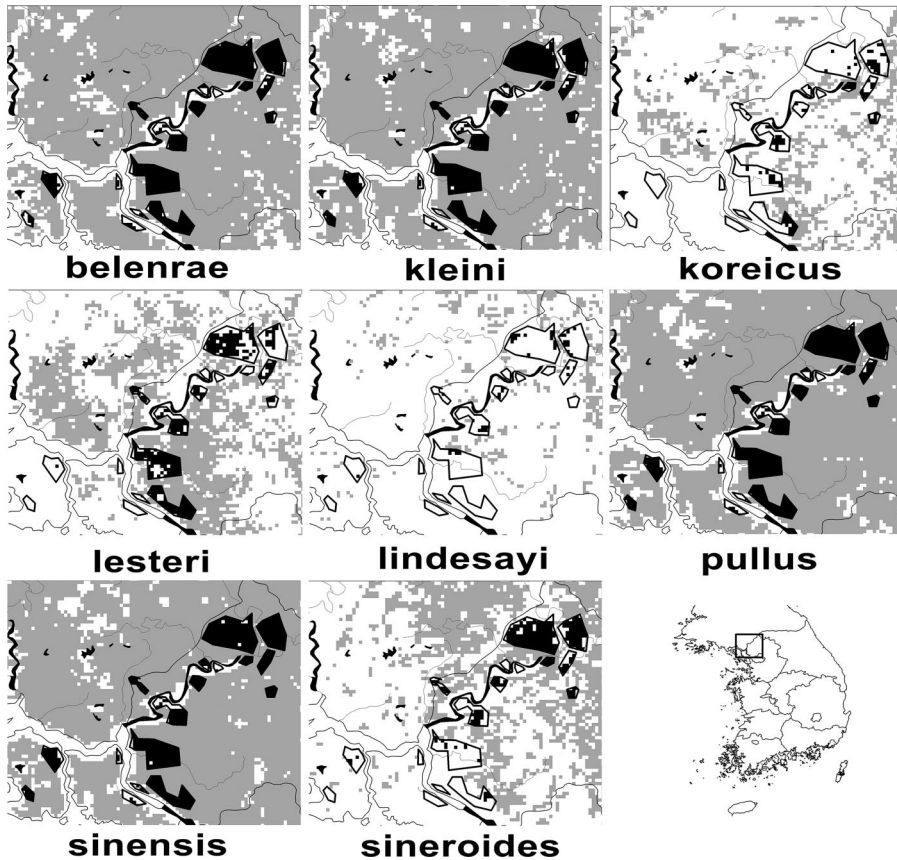 belenrae
kleini
koreicus
lesteri
lindesayi
pullus
sinensis
sineroides